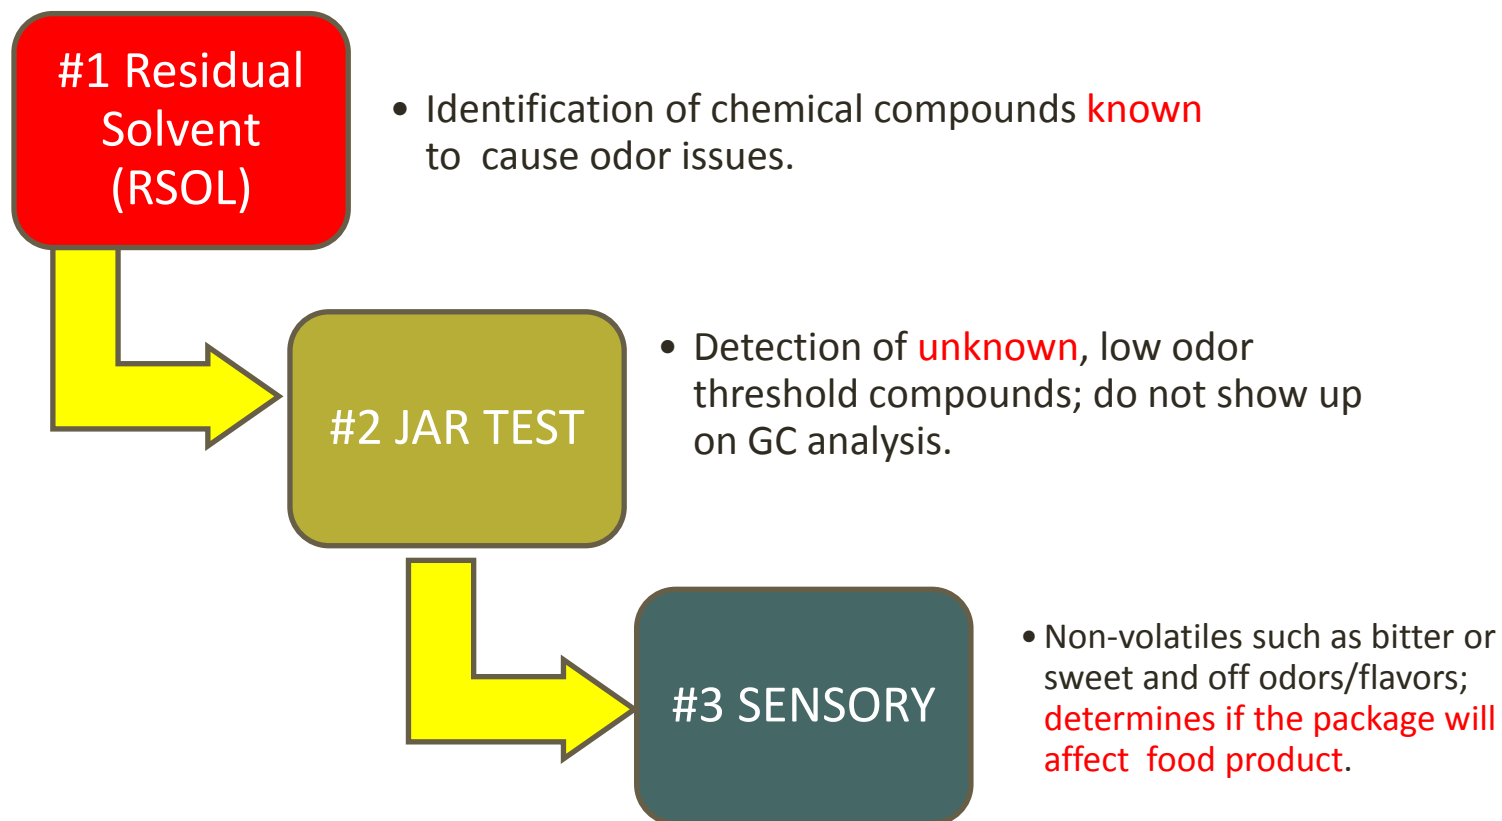 #1 Residual
Solvent
(RSOL)
• Identification of chemical compounds known
to  cause odor issues.
#2 JAR TEST
• Detection of unknown, low odor
threshold compounds; do not show up
on GC analysis.
#3 SENSORY
• Non-volatiles such as bitter or
sweet and off odors/flavors;
determines if the package will
affect  food product.